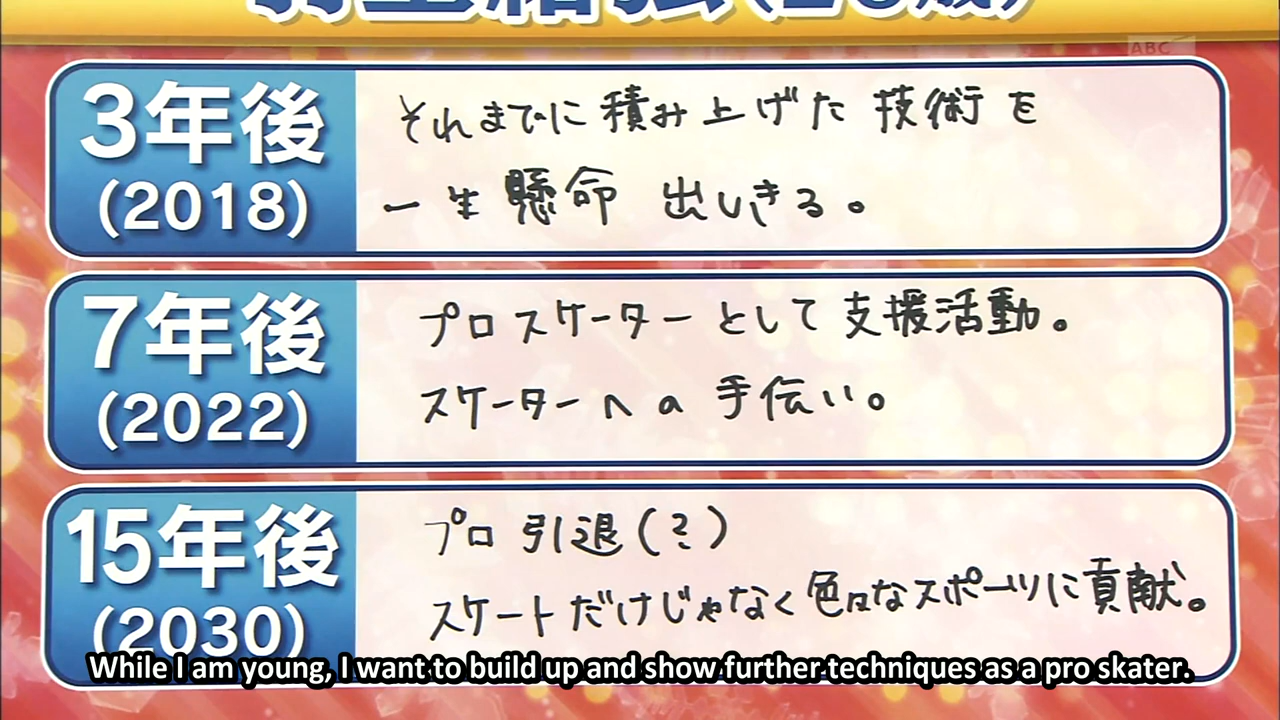 ABC
3年後
(2018)
それまでに積み上げた技術を
一生懸命 出しきる。
7年後
(2022)
プロスケーターとして支援活動。
スケーターへの手伝い。
15年後
(2030)
プロ引退(?)
スケートだけじゃなく色々なスポーツに貢献。
While I am young, I want to build up and show further techniques as a pro skater.